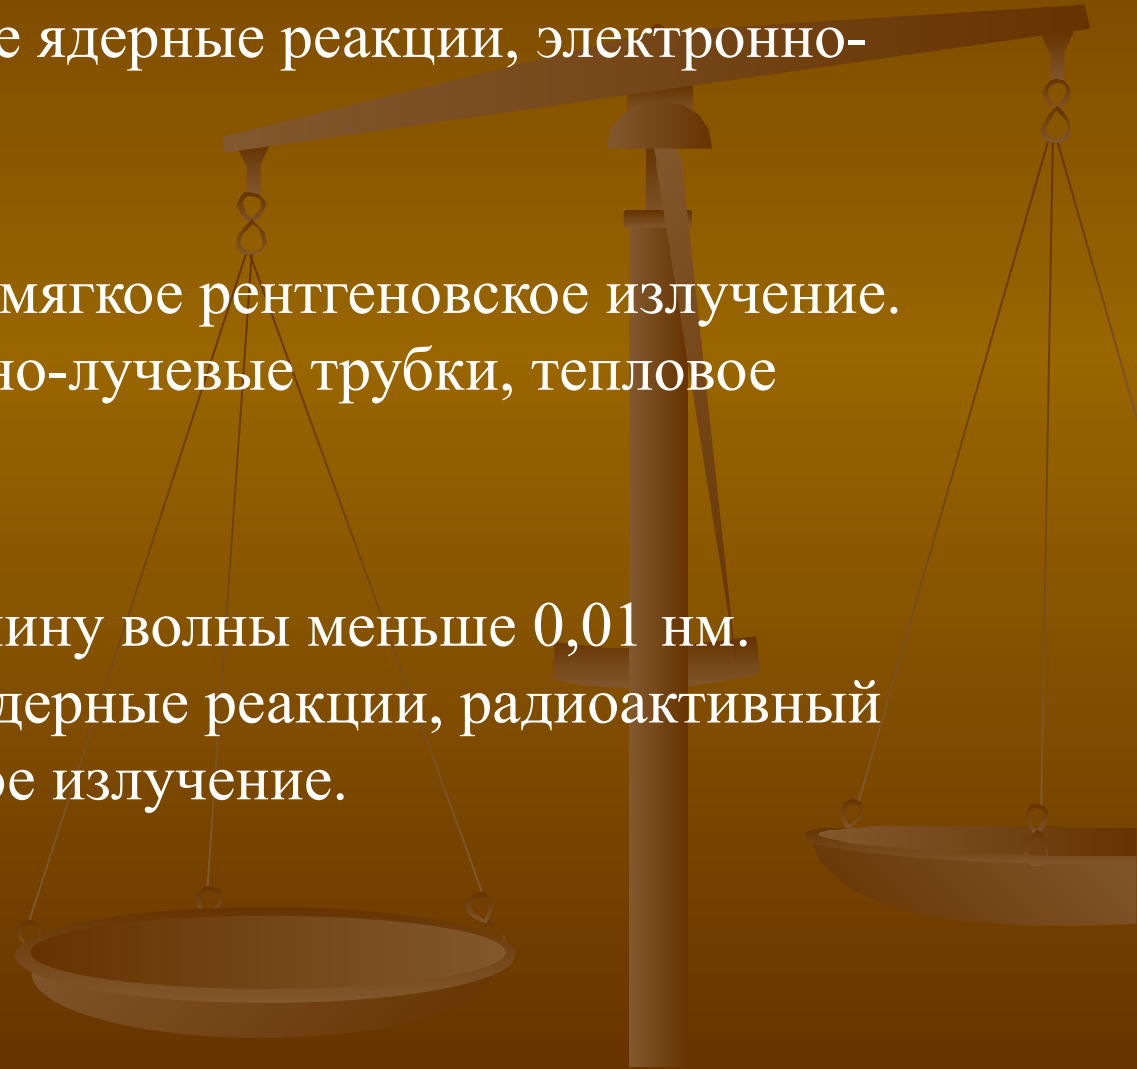 е ядерные реакции, электронно-
мягкое рентгеновское излучение.
но-лучевые трубки, тепловое
ину волны меньше 0,01 нм.
дерные реакции, радиоактивный
ое излучение.